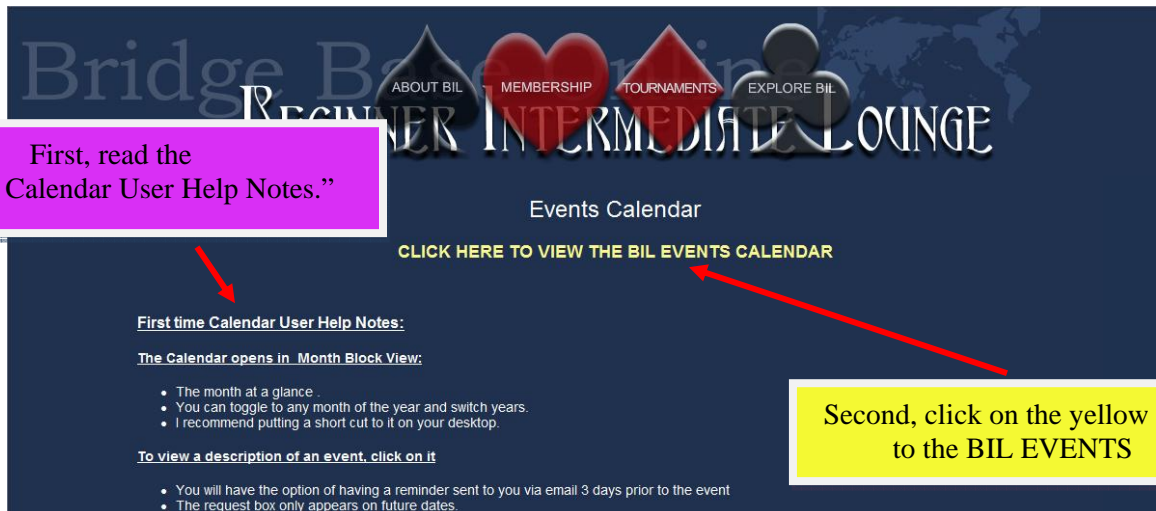 Bridge Base Online
ABOUT BIL
MEMBERSHIP
TOURNAMENTS
EXPLORE BIL
BEGINNER INTERMEDIATE LOUNGE
First, read the
Calendar User Help Notes.”
Events Calendar
CLICK HERE TO VIEW THE BIL EVENTS CALENDAR
First time Calendar User Help Notes:
The Calendar opens in Month Block View:
• The month at a glance .
• You can toggle to any month of the year and switch years.
• I recommend putting a short cut to it on your desktop.
Second, click on the yellow
to the BIL EVENTS
To view a description of an event, click on it
• You will have the option of having a reminder sent to you via email 3 days prior to the event
• The request box only appears on future dates.